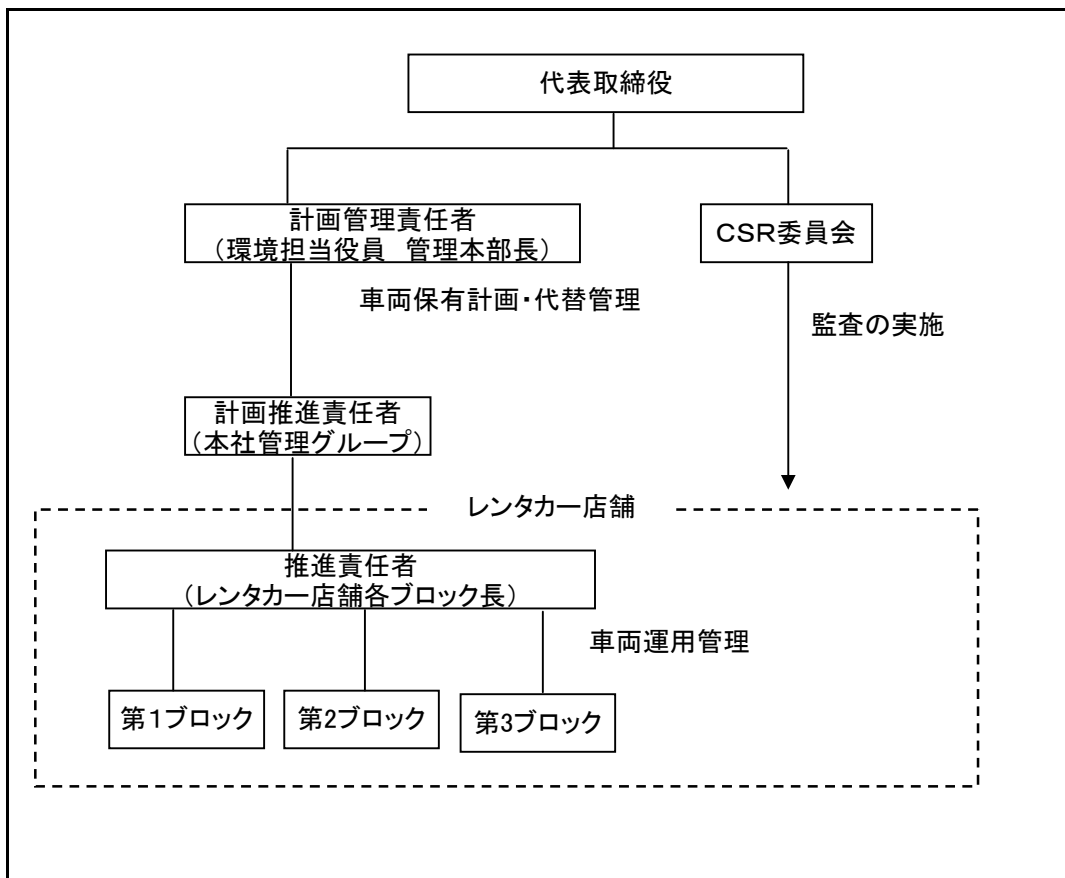 代表取締役
計画管理責任者
（環境担当役員　管理本部長）
CSR委員会
車両保有計画・代替管理
監査の実施
計画推進責任者
（本社管理グループ）
レンタカー店舗
推進責任者
（レンタカー店舗各ブロック長）
車両運用管理
第１ブロック
第2ブロック
第3ブロック